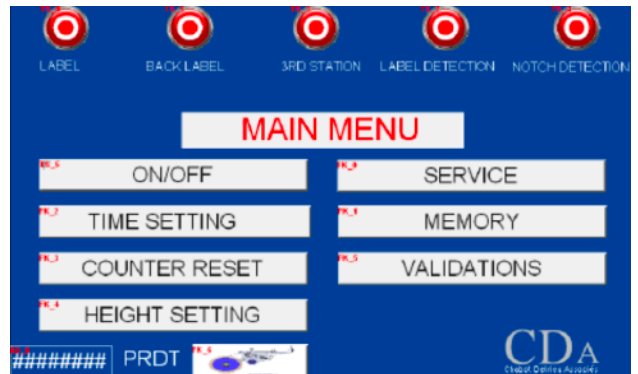 LABEL BACK LABEL 3RD STATION LABEL DETECTION NOTCH DETECTION
MAIN MENU
ON/OFF SERVICE
TIME SETTING MEMORY
COUNTER RESET VALIDATIONS
HEIGHT SETTING
######## PRDT CDA